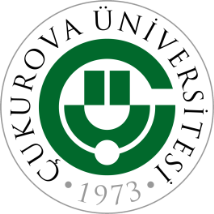 ÇUKUROVA ÜNİVERSİTESİ
• 1973 •